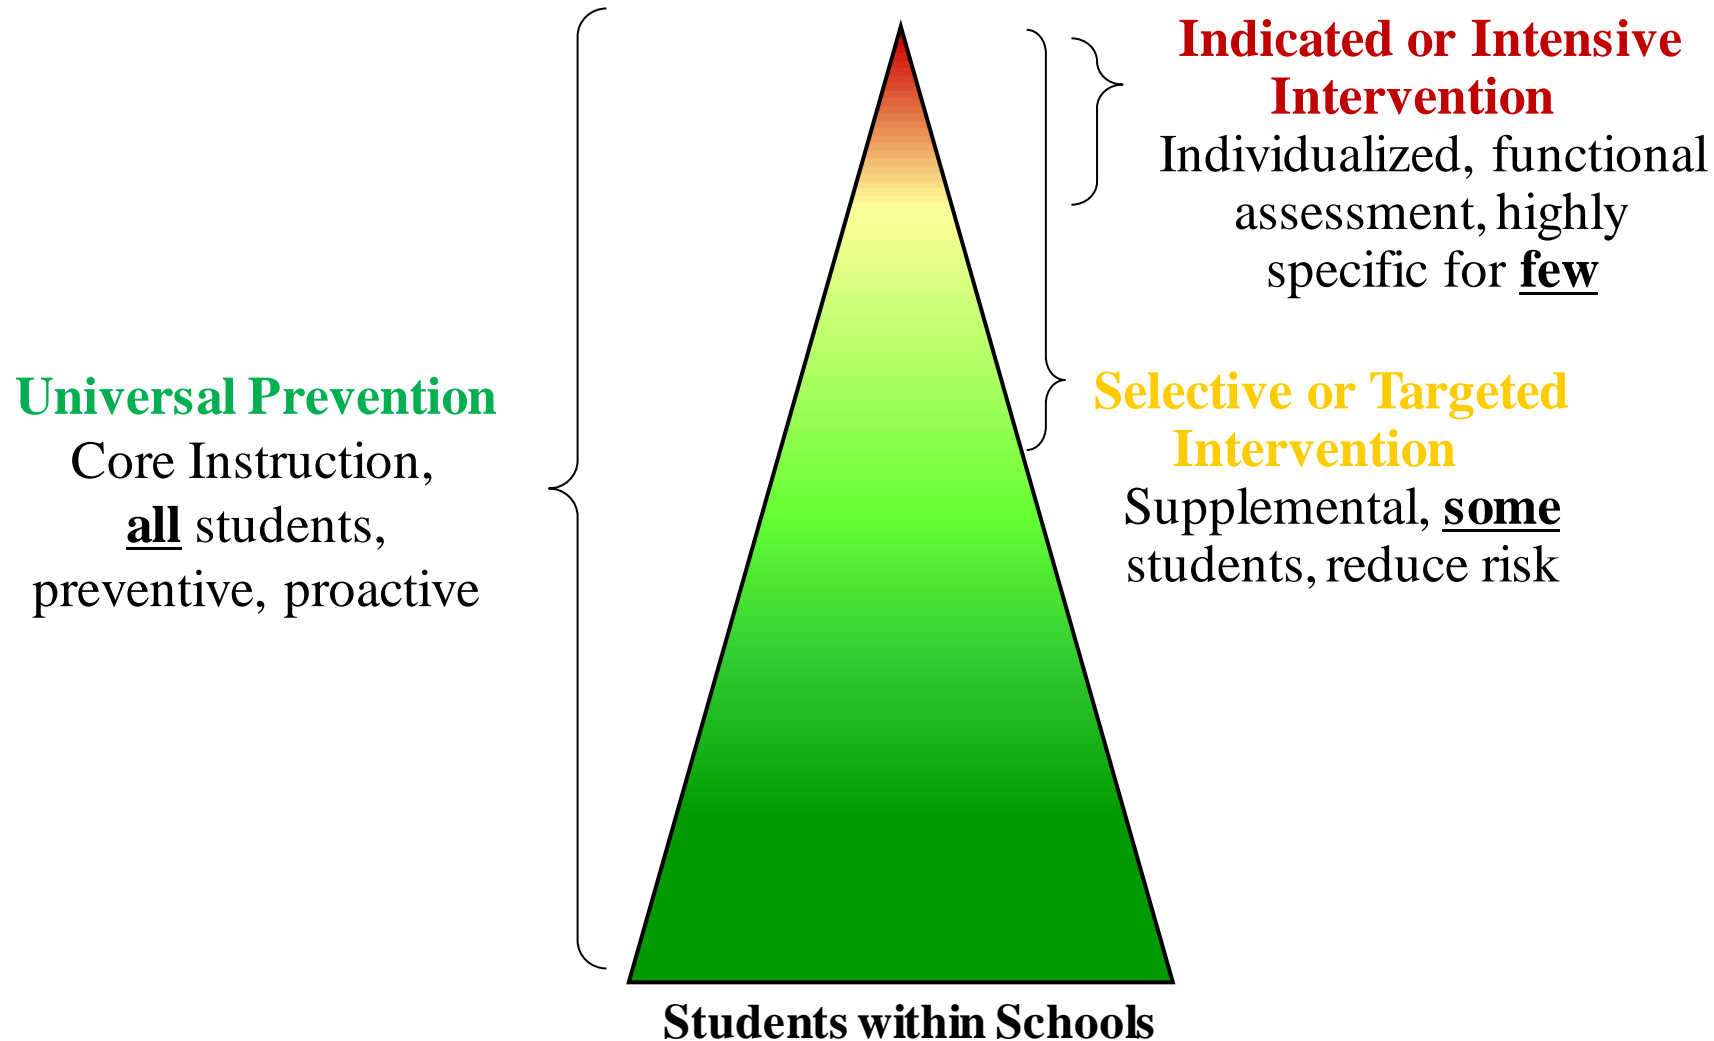 Universal Prevention
Core Instruction,
all students,
preventive, proactive
Indicated or Intensive
Intervention
Individualized, functional
assessment, highly
specific for few
Selective or Targeted
Intervention
Supplemental, some
students, reduce risk
Students within Schools